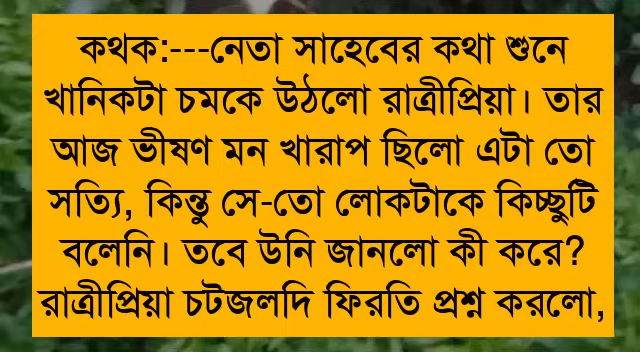 কথক:---নেতা সাহেবের কথা শুনে
খানিকটা চমকে উঠলো রাত্রীপ্রিয়া। তার
আজ ভীষণ মন খারাপ ছিলো এটা তো
সত্যি, কিন্তু সে-তো লোকটাকে কিচ্ছুটি
বলেনি। তবে উনি জানলো কী করে?
রাত্রীপ্রিয়া চটজলদি ফিরতি প্রশ্ন করলো,